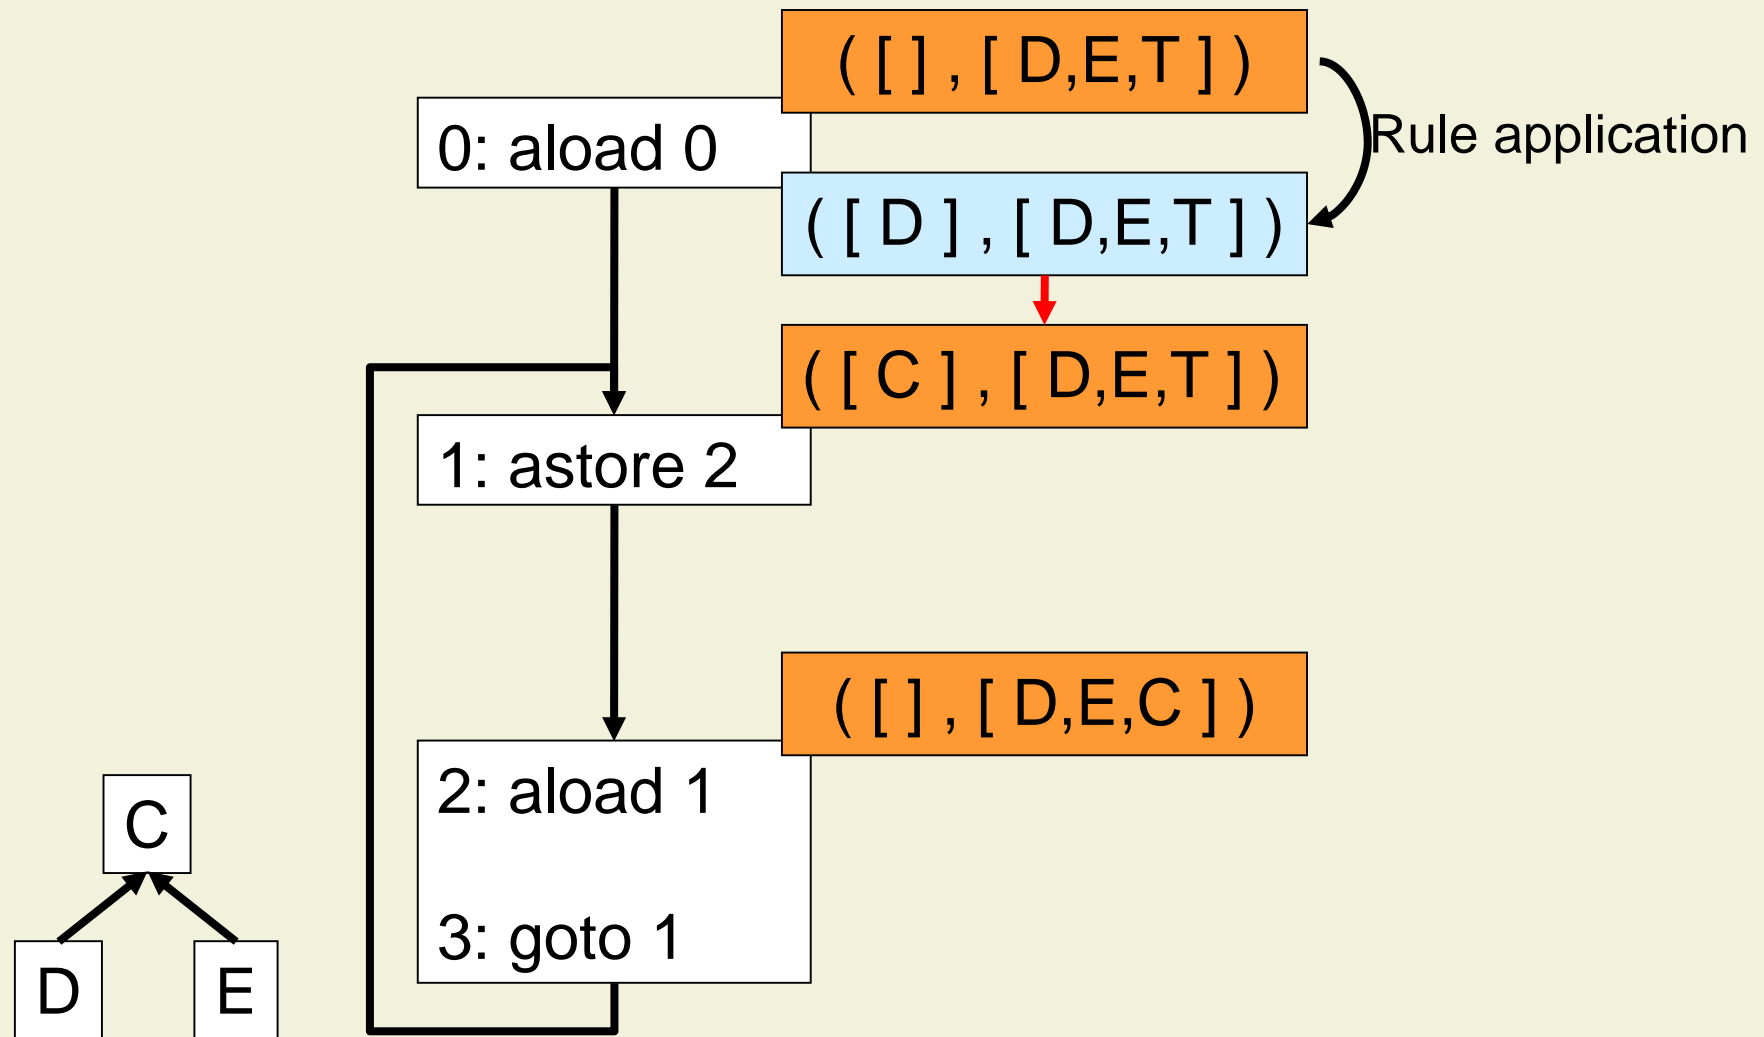 ( [ ] , [ D,E,T ] )
0: aload 0
Rule application
( [ D ] , [ D,E,T ] )
( [ C ] , [ D,E,T ] )
1: astore 2
( [ ] , [ D,E,C ] )
2: aload 1
3: goto 1
C
D E